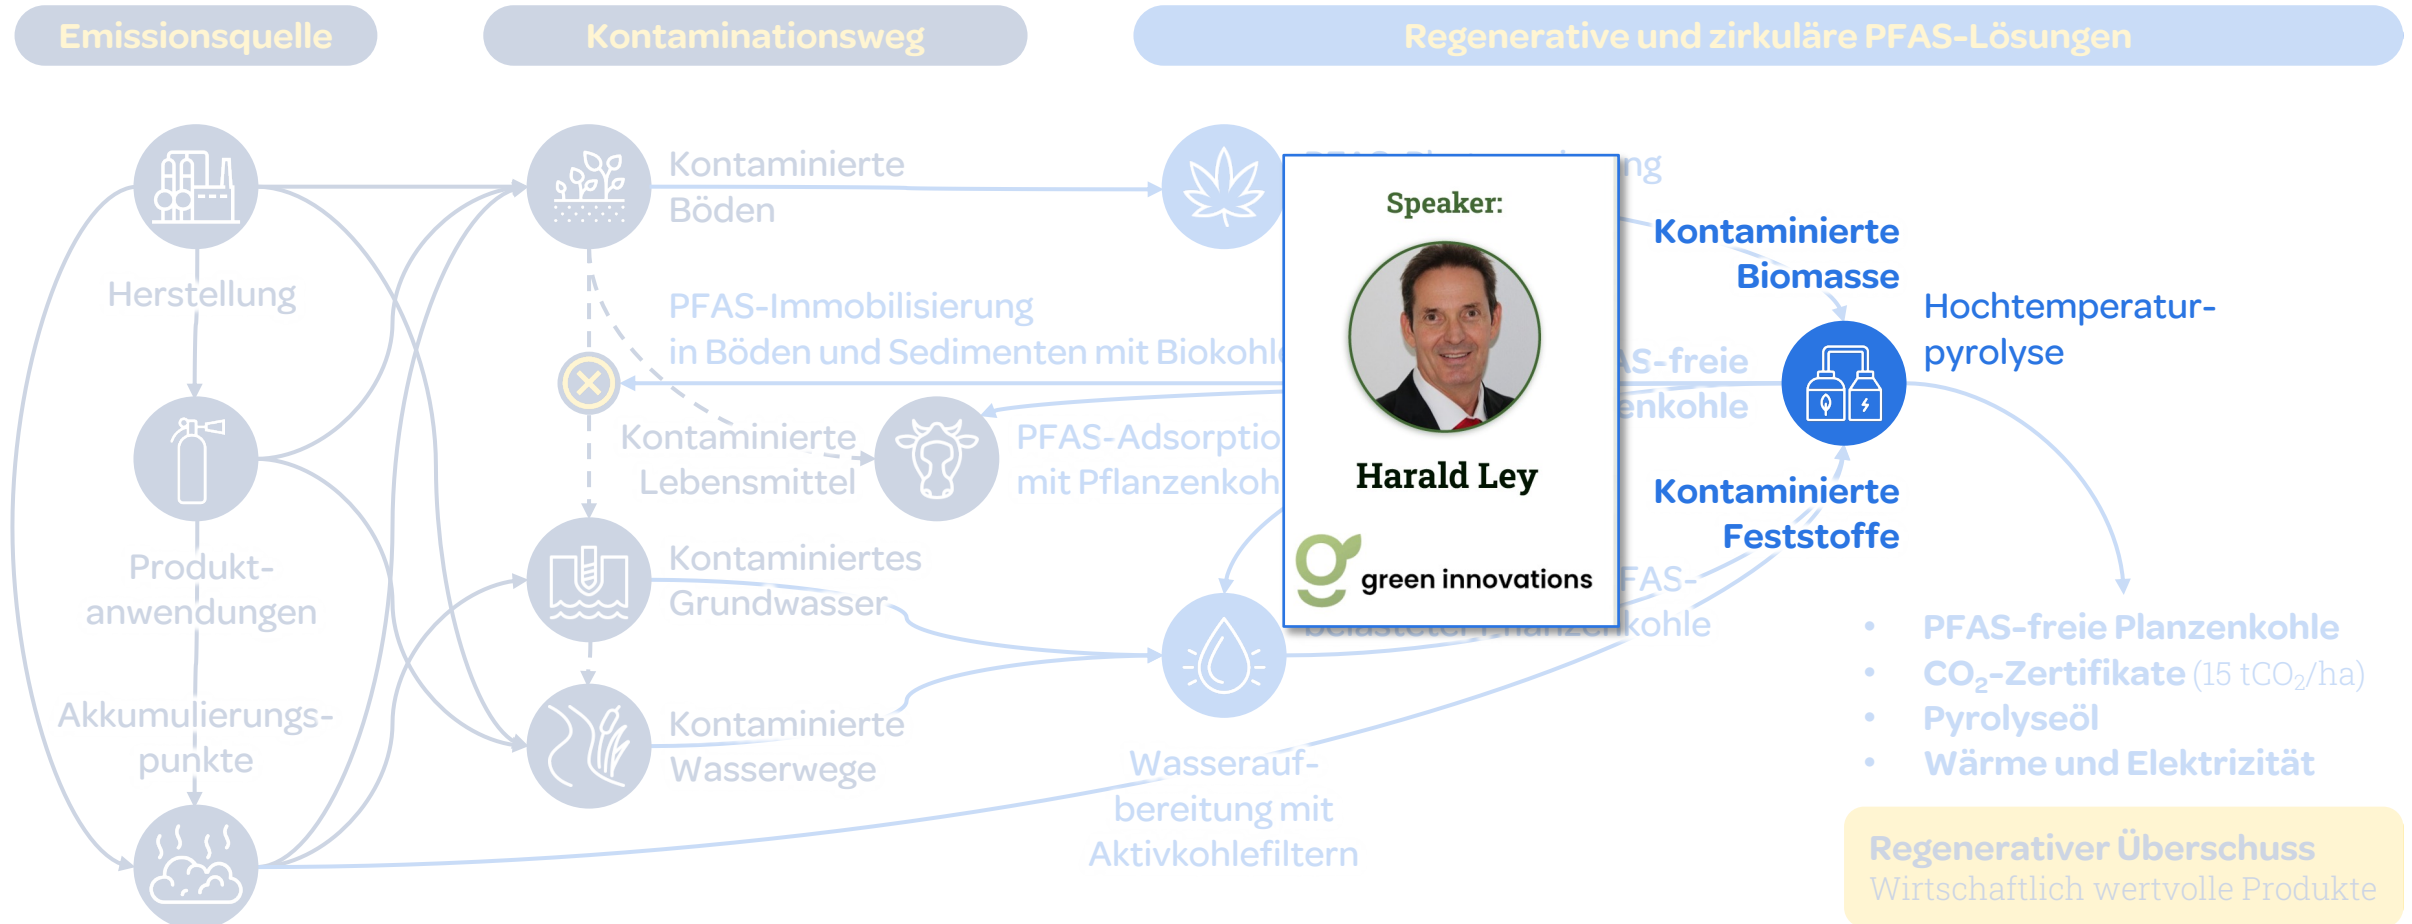 Emissionsquelle
Kontaminationsweg
Regenerative und zirkuläre PFAS-Lösungen
Kontaminierte
Böden
ng
Speaker:
Harald Ley
green innovations
Kontaminierte
Biomasse
Hochtemperatur-
pyrolyse
Herstellung
PFAS-Immobilisierung
in Böden und Sedimenten mit Biokohle
AS-freie
enkohle
Kontaminierte
Lebensmittel
PFAS-Adsorptio
mit Pflanzenkoh
Kontaminierte
Feststoffe
Produkt-
anwendungen
Kontaminiertes
Grundwasser
FAS-
kohle
Akkumulierungs-
punkte
Kontaminierte
Wasserwege
Wasserauf-
bereitung mit
Aktivkohlefiltern
• PFAS-freie Planzenkohle
• CO₂-Zertifikate (15 tCO₂/ha)
• Pyrolyseöl
• Wärme und Elektrizität
Regenerativer Überschuss
Wirtschaftlich wertvolle Produkte